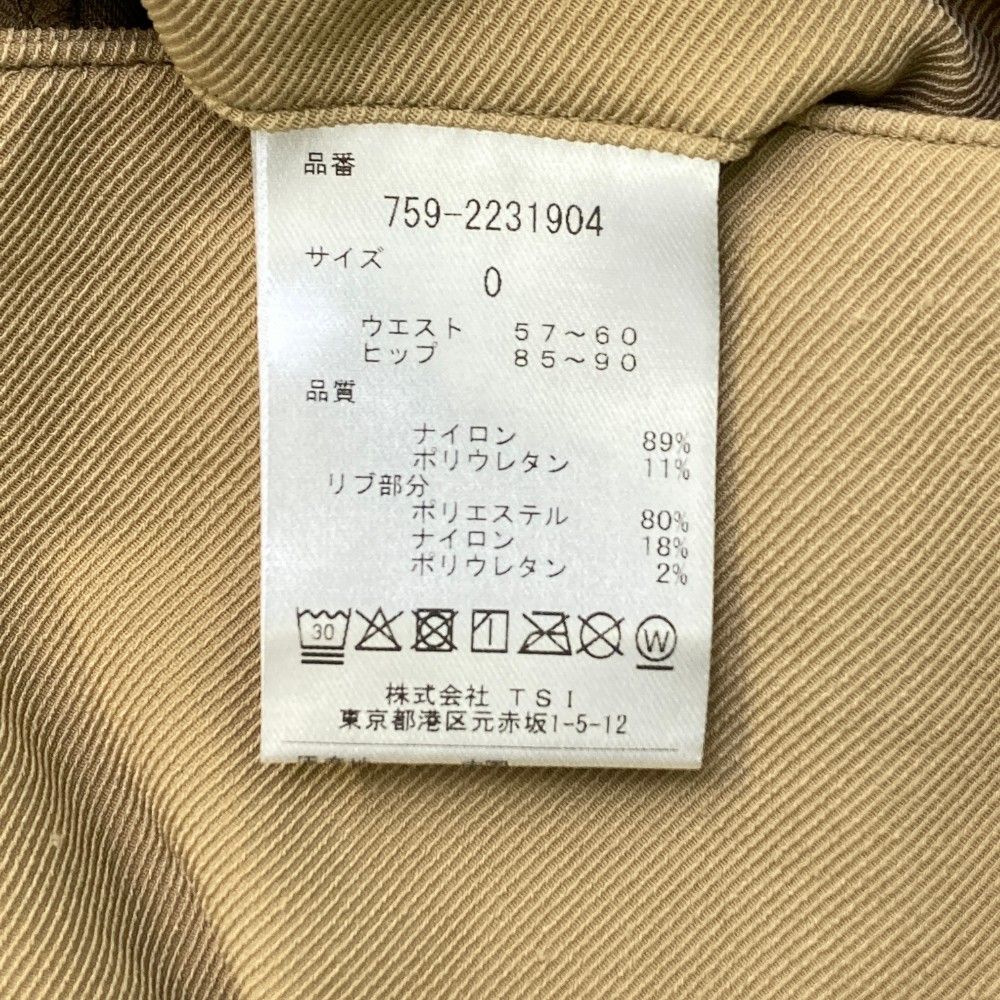 品番
759-2231904
サイズ
0
ウエスト 57～60
ヒップ 85～90
品質
ナイロン 89%
ポリウレタン 11%
リブ部分
ポリエステル 80%
ナイロン 18%
ポリウレタン 2%
30 W
株式会社 TSI
東京都港区元赤坂1-5-12